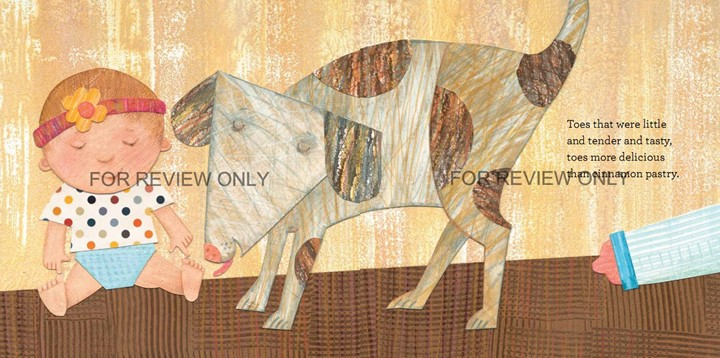 Toes that were little
and tender and tasty,
toes more delicious
than cinnamon pastry.
FOR REVIEW ONLY
FOR REVIEW ONLY